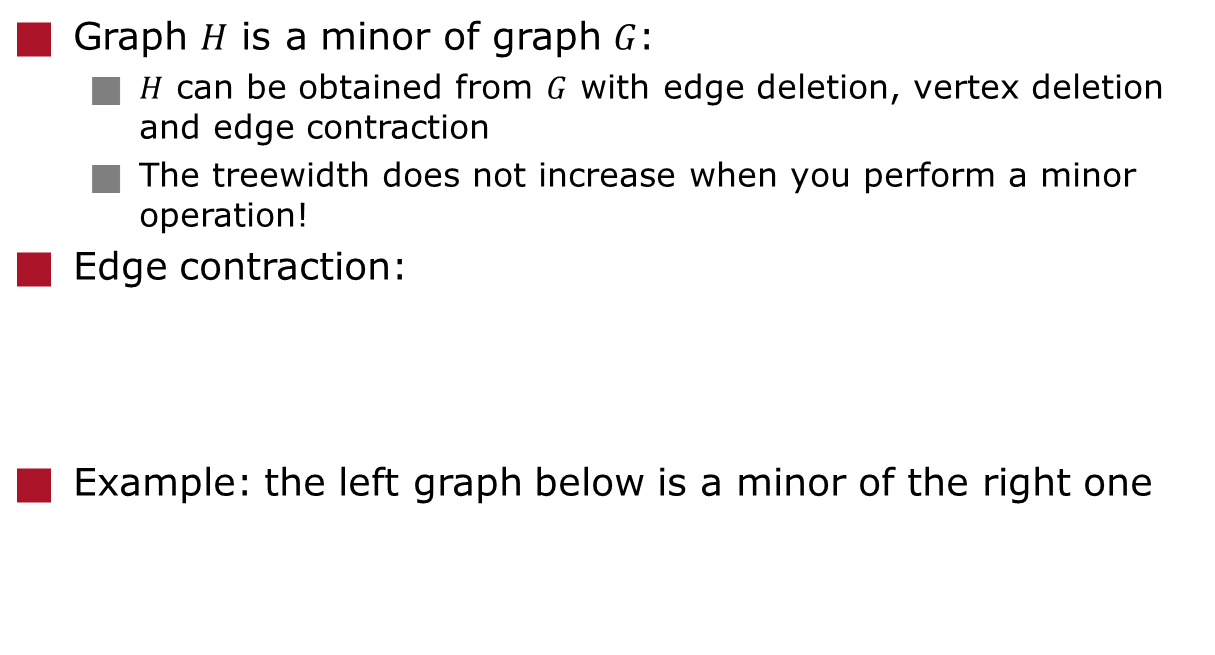 Graph H is a minor of graph G:
H can be obtained from G with edge deletion, vertex deletion
and edge contraction
The treewidth does not increase when you perform a minor
operation!
Edge contraction:
Example: the left graph below is a minor of the right one